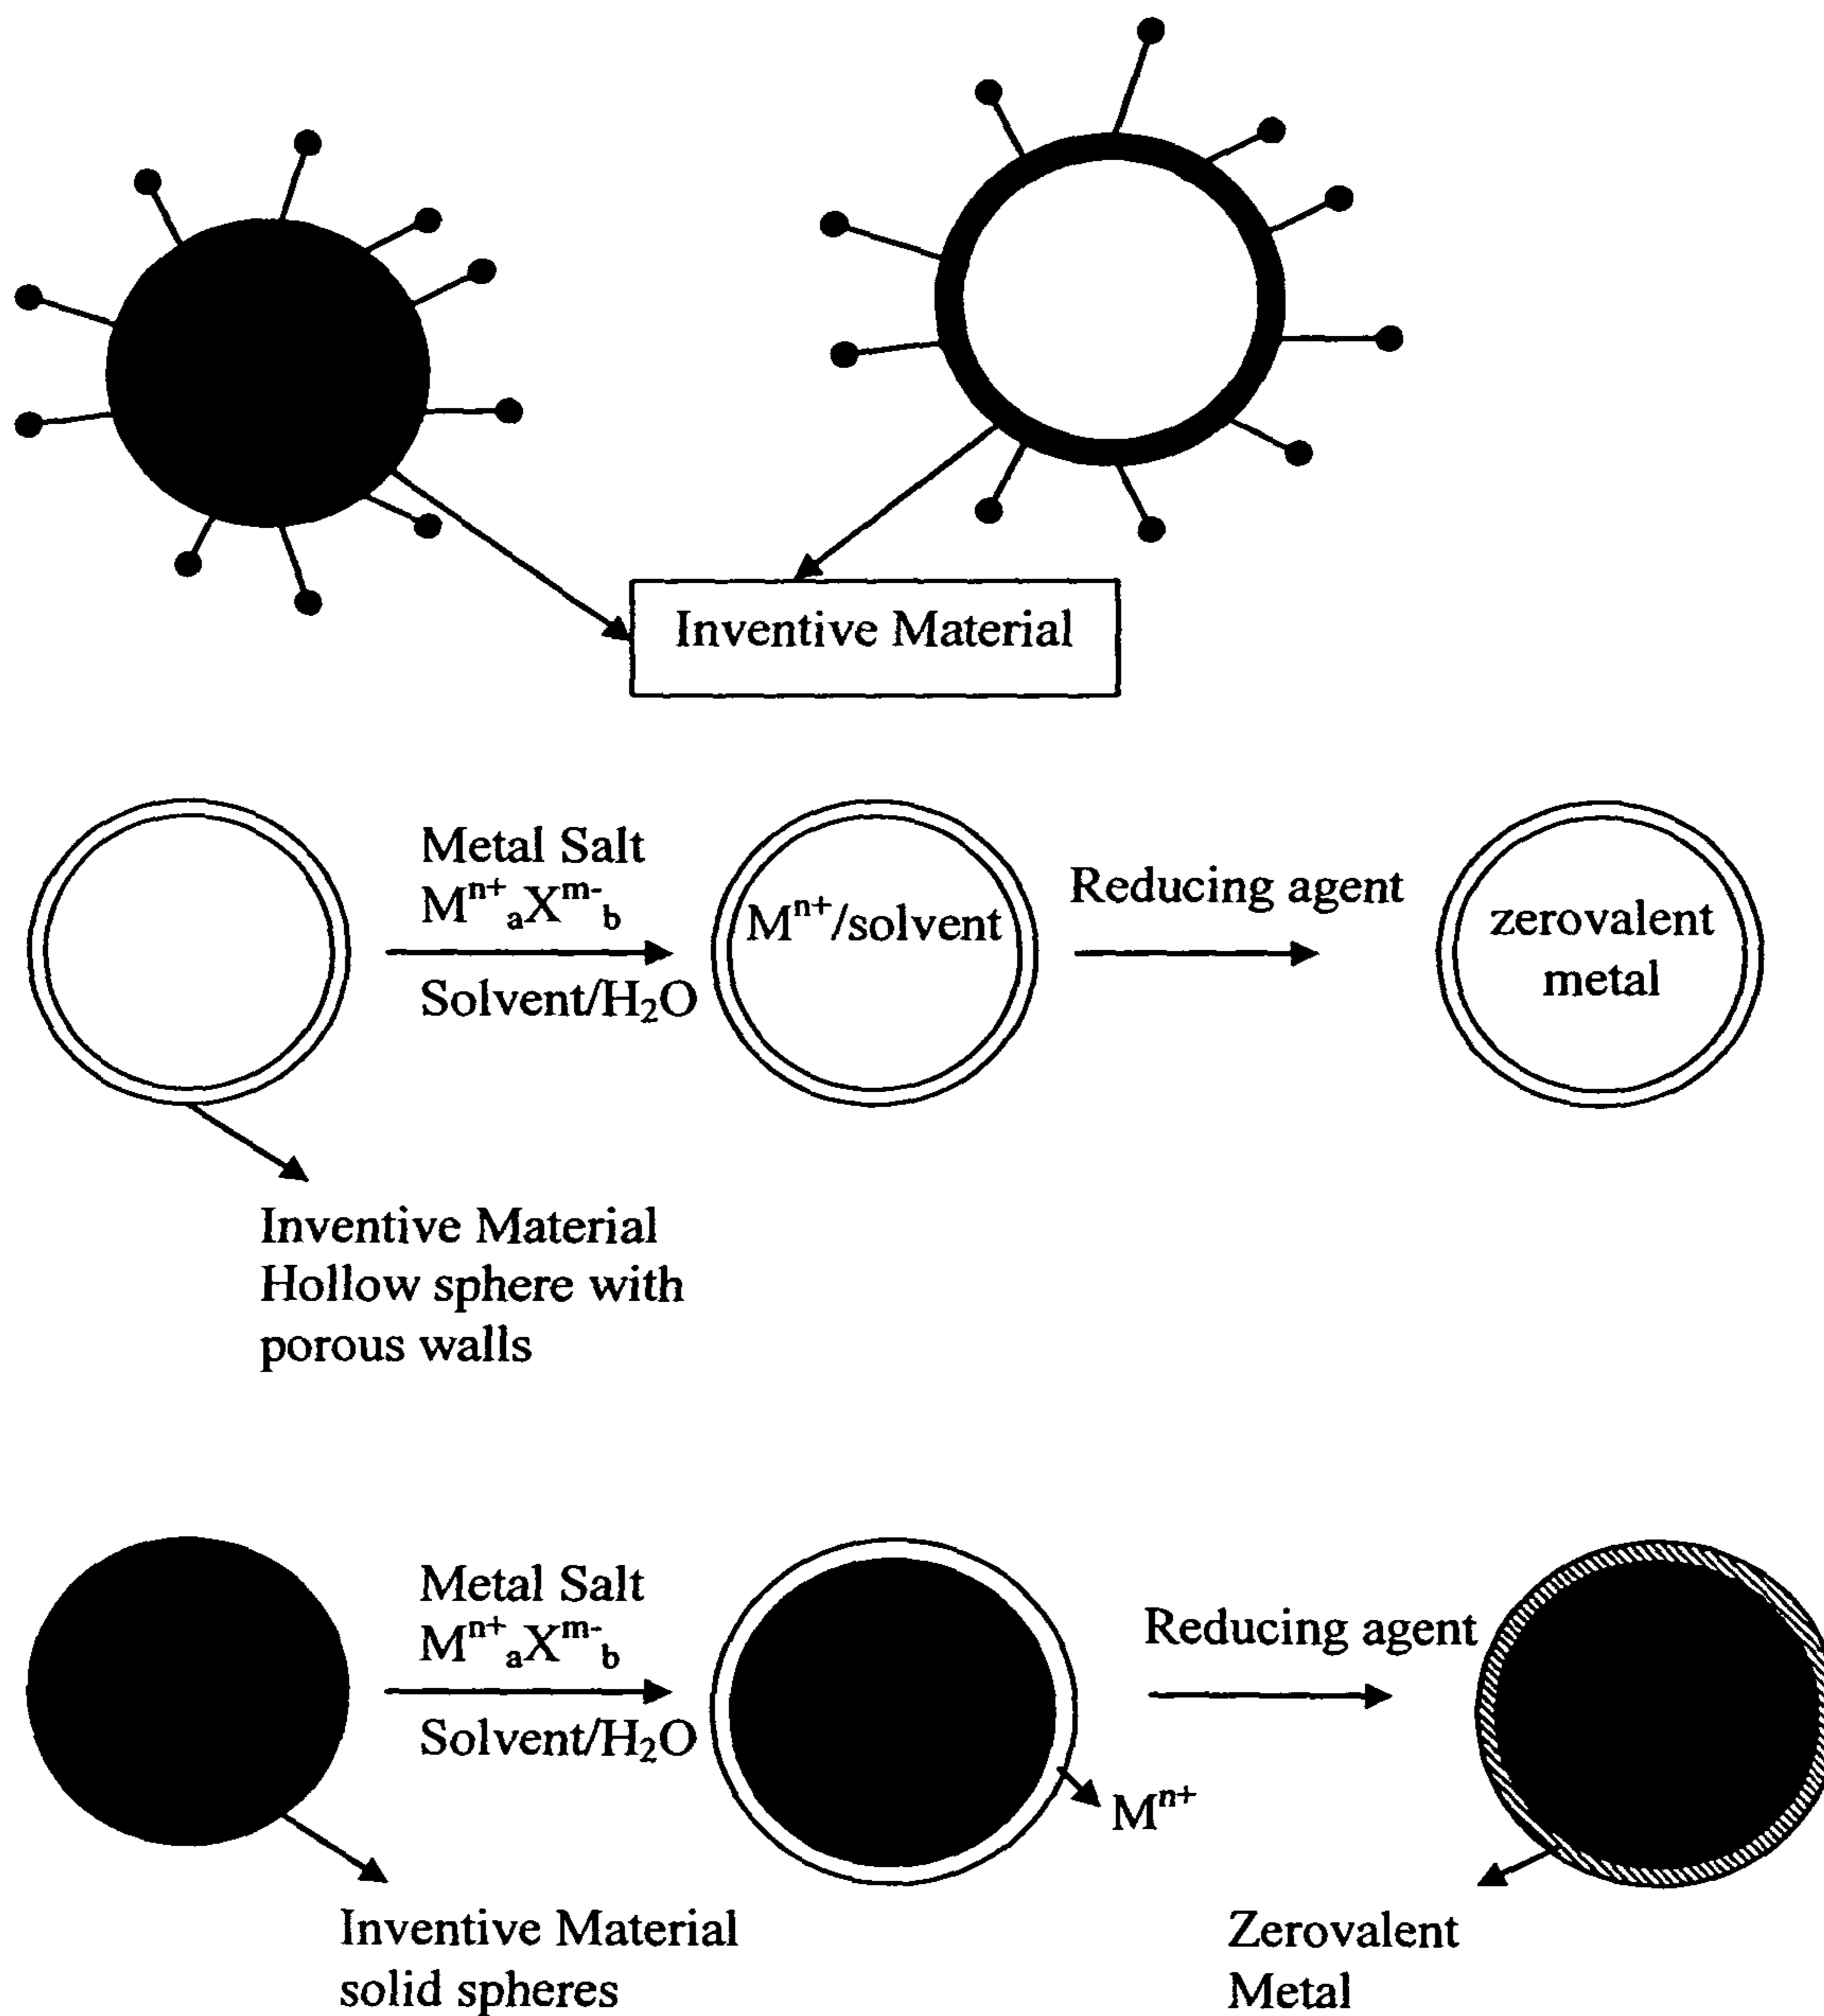 Inventive Material
Metal Salt
Mⁿ⁺ₐXᵐ⁻b
Solvent/H₂O
Mⁿ⁺/solvent
Reducing agent
zerovalent
metal
Inventive Material
Hollow sphere with
porous walls
Metal Salt
Mⁿ⁺ₐXᵐ⁻b
Solvent/H₂O
Reducing agent
Mⁿ⁺
Inventive Material
solid spheres
Zerovalent
Metal